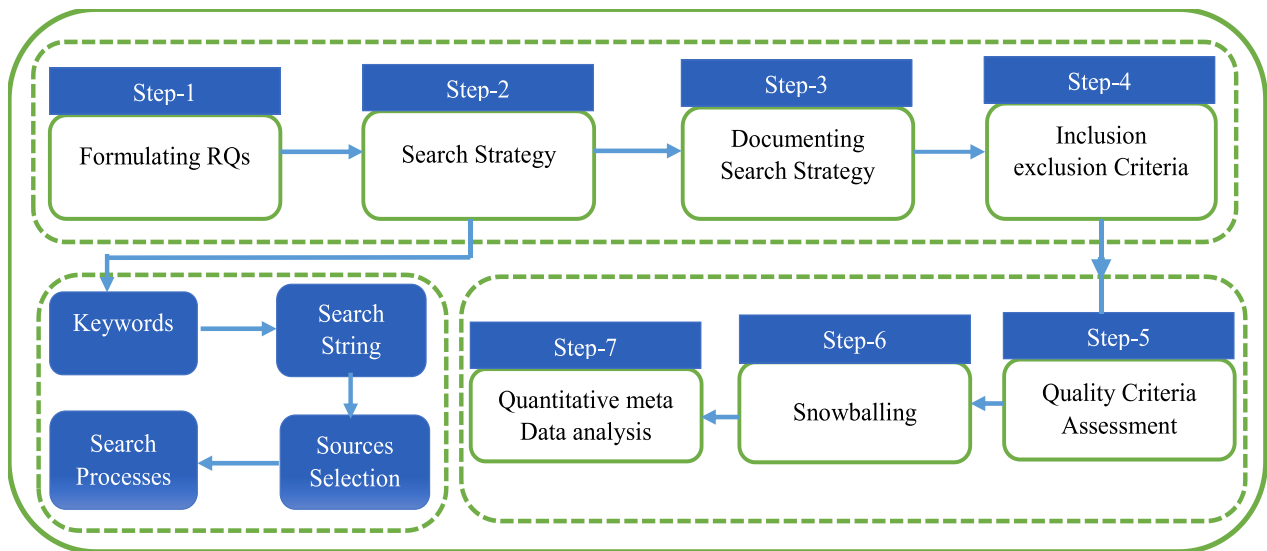 Step-1
Formulating RQs
Step-2
Search Strategy
Step-3
Documenting
Search Strategy
Step-4
Inclusion
exclusion Criteria
Keywords
Search
String
Sources
Selection
Search
Processes
Step-5
Quality Criteria
Assessment
Step-6
Snowballing
Step-7
Quantitative meta
Data analysis